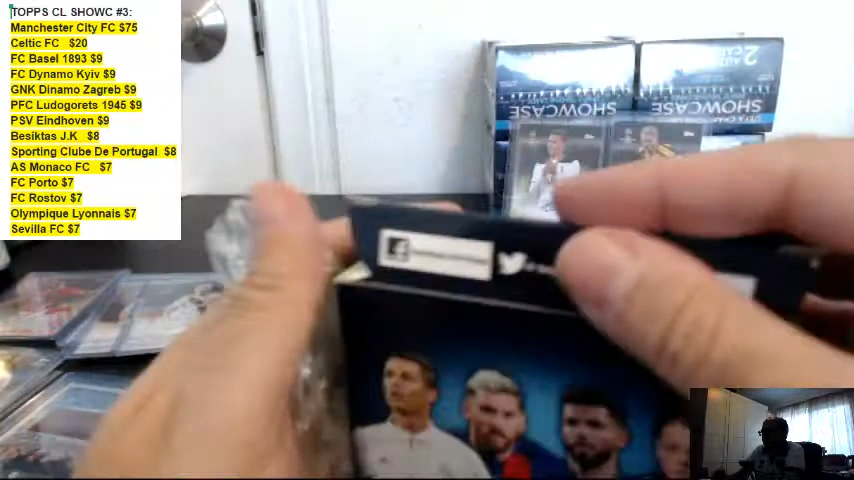 TOPPS CL SHOWC #3:
Manchester City FC $75
Celtic FC $20
FC Basel 1893 $9
FC Dynamo Kyiv $9
GNK Dinamo Zagreb $9
PFC Ludogorets 1945 $9
PSV Eindhoven $9
Besiktas J.K $8
Sporting Clube De Portugal $8
AS Monaco FC $7
FC Porto $7
FC Rostov $7
Olympique Lyonnais $7
Sevilla FC $7
SHOWCASE
SHOWCASE